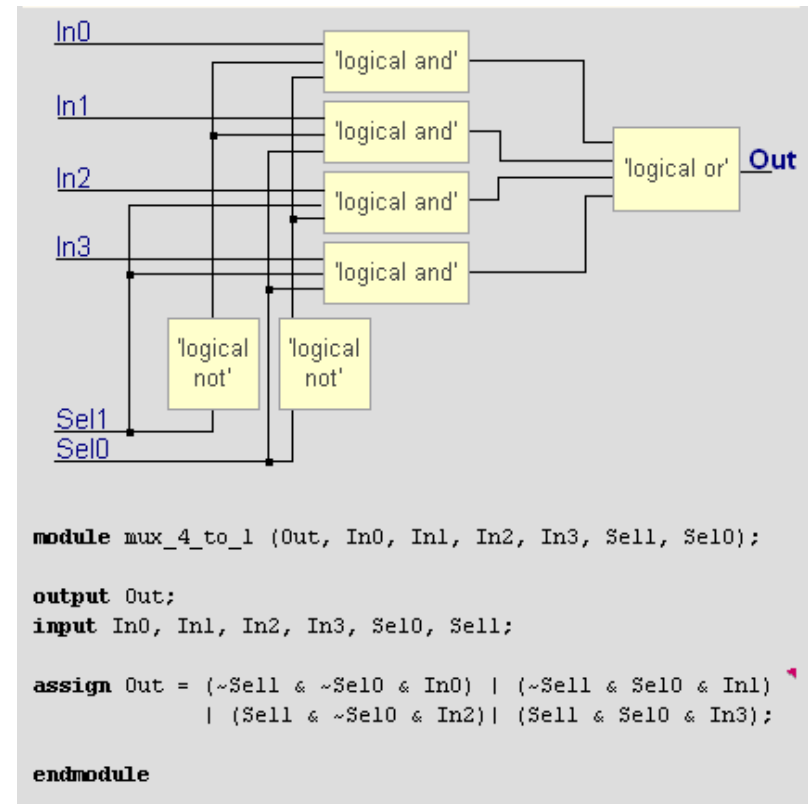 In0
'logical and'
In1
'logical and'
'logical or'
Out
In2
'logical and'
In3
'logical and'
'logical
not'
'logical
not'
Sel1
Sel0
module mux_4_to_1 (Out, In0, In1, In2, In3, Sel1, Sel0);
output Out;
input In0, In1, In2, In3, Sel0, Sel1;
assign Out = (~Sel1 & ~Sel0 & In0) | (~Sel1 & Sel0 & In1)
| (Sel1 & ~Sel0 & In2)| (Sel1 & Sel0 & In3);
endmodule